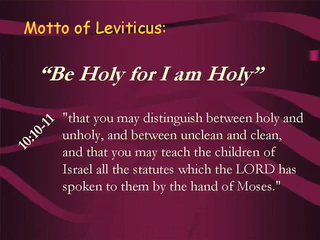 Motto of Leviticus:
“Be Holy for I am Holy”
10:10-11
"that you may distinguish between holy and
unholy, and between unclean and clean,
and that you may teach the children of
Israel all the statutes which the LORD has
spoken to them by the hand of Moses."